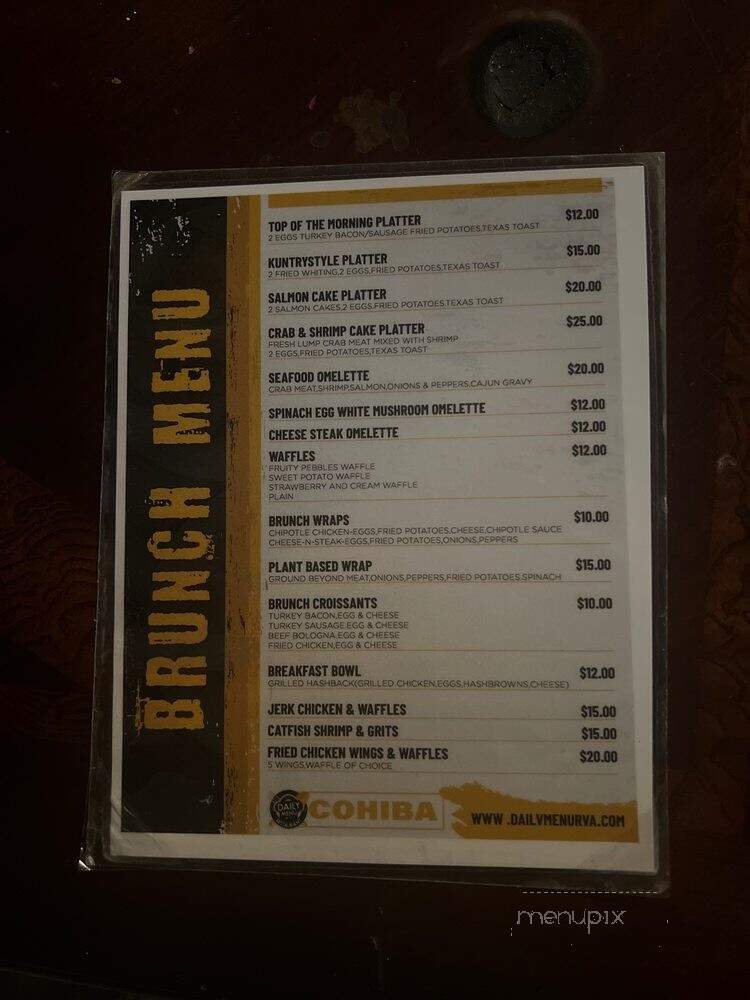 BRUNCH MENU
TOP OF THE MORNING PLATTER $12.00
2 EGGS TURKEY BACON/SAUSAGE FRIED POTATOES,TEXAS TOAST
KUNTRYSTYLE PLATTER $15.00
2 FRIED WHITING,2 EGGS,FRIED POTATOES,TEXAS TOAST
SALMON CAKE PLATTER $20.00
2 SALMON CAKES,2 EGGS,FRIED POTATOES,TEXAS TOAST
CRAB & SHRIMP CAKE PLATTER $25.00
FRESH LUMP CRAB MEAT MIXED WITH SHRIMP
2 EGGS,FRIED POTATOES,TEXAS TOAST
SEAFOOD OMELETTE $20.00
CRAB MEAT,SHRIMP,SALMON,ONIONS & PEPPERS,CAJUN GRAVY
SPINACH EGG WHITE MUSHROOM OMELETTE $12.00
CHEESE STEAK OMELETTE $12.00
WAFFLES $12.00
FRUITY PEBBLES WAFFLE
SWEET POTATO WAFFLE
STRAWBERRY AND CREAM WAFFLE
PLAIN
BRUNCH WRAPS $10.00
CHIPOTLE CHICKEN-EGGS,FRIED POTATOES,CHEESE,CHIPOTLE SAUCE
CHEESE-N-STEAK-EGGS,FRIED POTATOES,ONIONS,PEPPERS
PLANT BASED WRAP $15.00
GROUND BEYOND MEAT,ONIONS,PEPPERS,FRIED POTATOES,SPINACH
BRUNCH CROISSANTS $10.00
TURKEY BACON,EGG & CHEESE
TURKEY SAUSAGE,EGG & CHEESE
BEEF BOLOGNA,EGG & CHEESE
FRIED CHICKEN,EGG & CHEESE
BREAKFAST BOWL $12.00
GRILLED HASHBACK(GRILLED CHICKEN,EGGS,HASHBROWNS,CHEESE)
JERK CHICKEN & WAFFLES $15.00
CATFISH SHRIMP & GRITS $15.00
FRIED CHICKEN WINGS & WAFFLES $20.00
5 WINGS,WAFFLE OF CHOICE
DAILY
MENU
COHIBA
WWW .DAILYMENURVA.COM
menupix